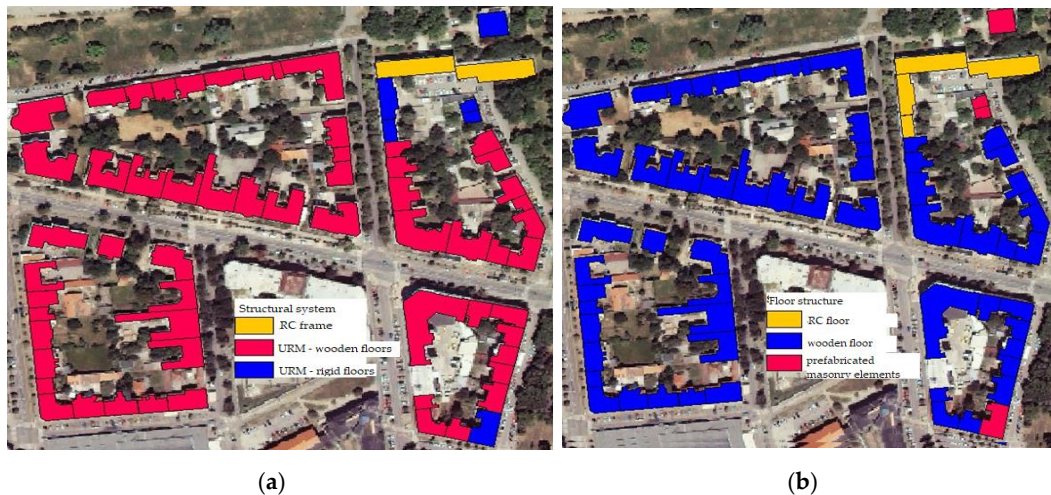 Structural system
RC frame
URM - wooden floors
URM - rigid floors
Floor structure
RC floor
wooden floor
prefabricated
masonry elements
(a)
(b)